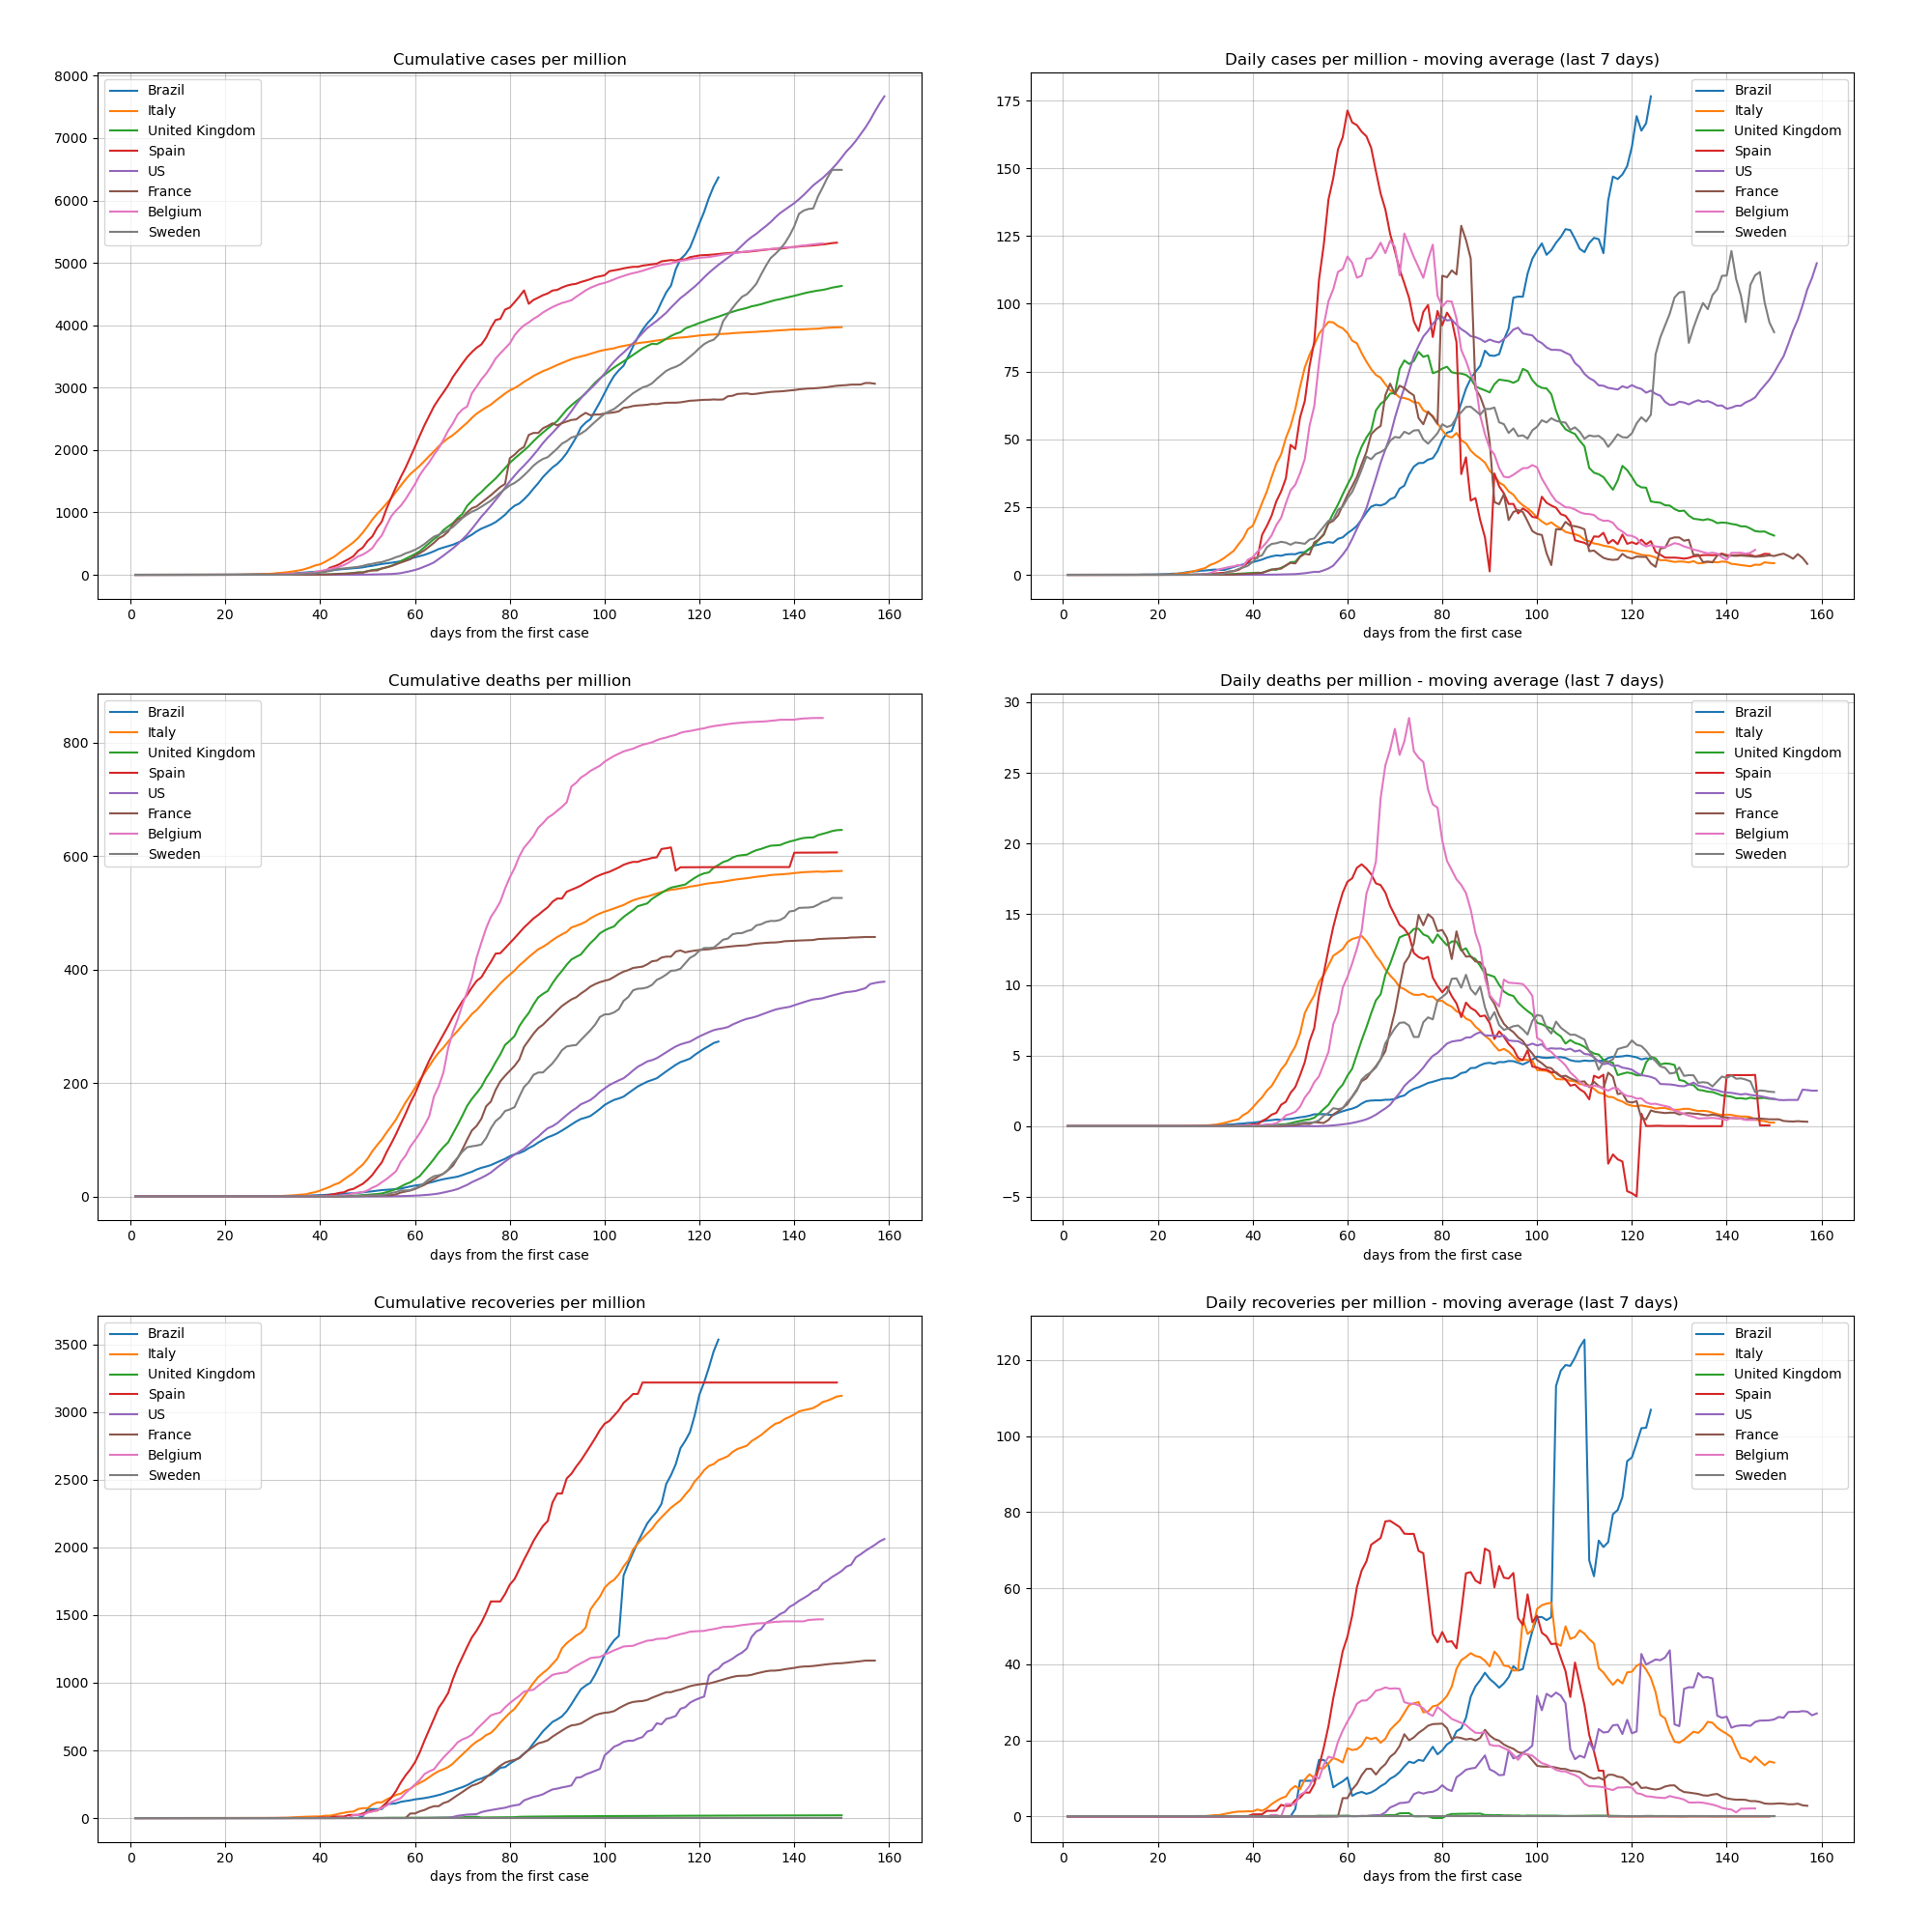 Cumulative cases per million
8000
7000
6000
5000
4000
3000
2000
1000
0
Brazil
Italy
United Kingdom
Spain
US
France
Belgium
Sweden
0 20 40 60 80 100 120 140 160
days from the first case
Daily cases per million - moving average (last 7 days)
175
150
125
100
75
50
25
0
Brazil
Italy
United Kingdom
Spain
US
France
Belgium
Sweden
0 20 40 60 80 100 120 140 160
days from the first case
Cumulative deaths per million
800
600
400
200
0
Brazil
Italy
United Kingdom
Spain
US
France
Belgium
Sweden
0 20 40 60 80 100 120 140 160
days from the first case
Daily deaths per million - moving average (last 7 days)
30
25
20
15
10
5
0
−5
Brazil
Italy
United Kingdom
Spain
US
France
Belgium
Sweden
0 20 40 60 80 100 120 140 160
days from the first case
Cumulative recoveries per million
3500
3000
2500
2000
1500
1000
500
0
Brazil
Italy
United Kingdom
Spain
US
France
Belgium
Sweden
0 20 40 60 80 100 120 140 160
days from the first case
Daily recoveries per million - moving average (last 7 days)
120
100
80
60
40
20
0
Brazil
Italy
United Kingdom
Spain
US
France
Belgium
Sweden
0 20 40 60 80 100 120 140 160
days from the first case